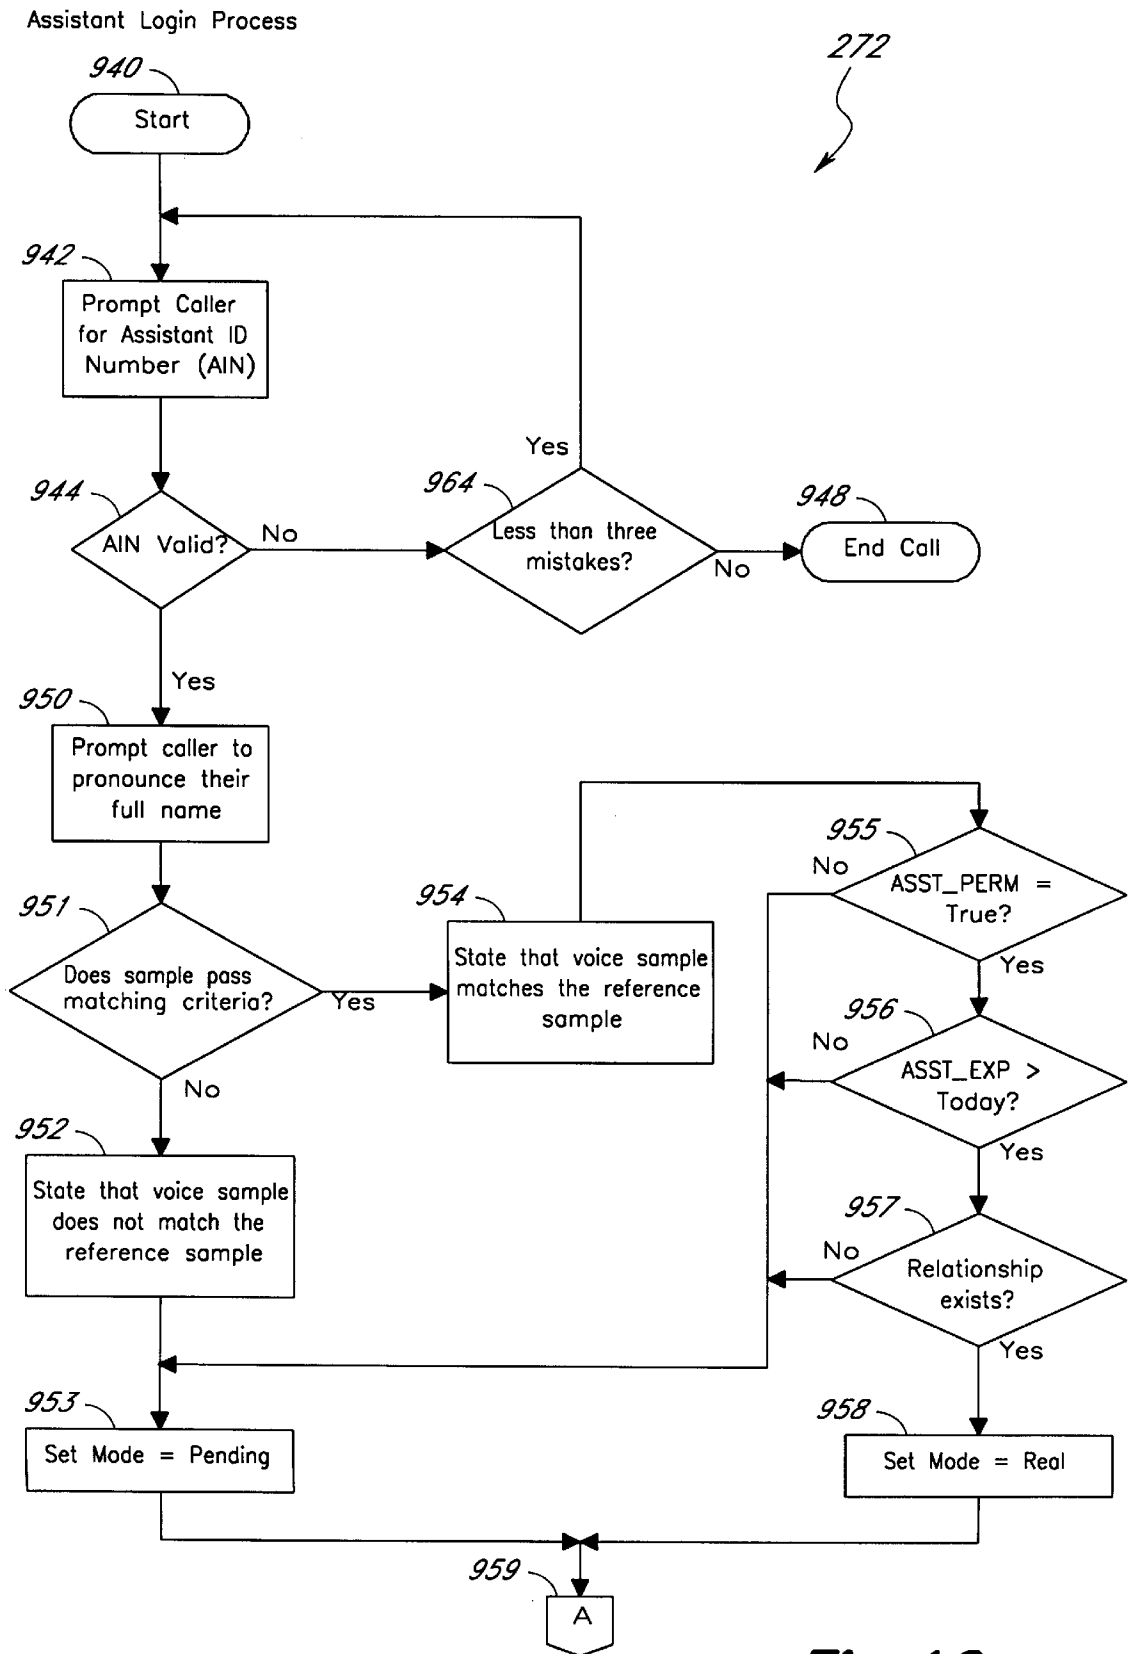 Assistant Login Process
272
940
Start
942
Prompt Caller
for Assistant ID
Number (AIN)
944
AIN Valid?
No
Yes
964
Less than three
mistakes?
No
948
End Call
Yes
950
Prompt caller to
pronounce their
full name
951
Does sample pass
matching criteria?
Yes
954
State that voice sample
matches the reference
sample
No
952
State that voice sample
does not match the
reference sample
955
No
ASST_PERM =
True?
Yes
956
No
ASST_EXP >
Today?
Yes
957
No
Relationship
exists?
Yes
953
Set Mode = Pending
958
Set Mode = Real
959
A